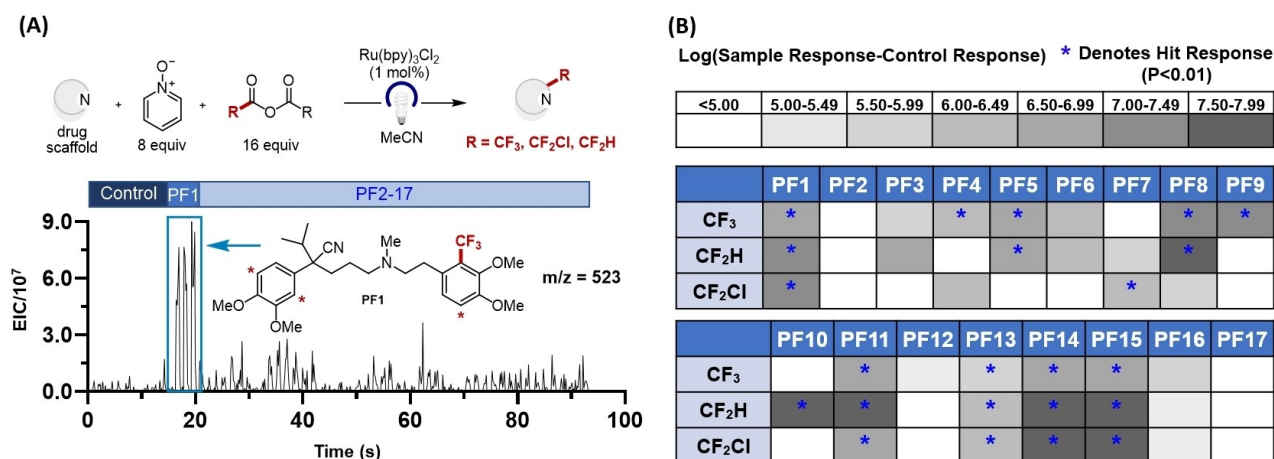 (A)
O⁻
N⁺
N
drug
scaffold
+
8 equiv
+
R O O O R
16 equiv
Ru(bpy)₃Cl₂
(1 mol%)
MeCN
R
N
R = CF₃, CF₂Cl, CF₂H
Control PF1 PF2-17
EIC/10⁷
9.0
6.0
3.0
0.0
0 20 40 60 80 100
Time (s)
CN
Me
N
CF₃
OMe
OMe
MeO
OMe
PF1
* * *
m/z = 523
(B)
Log(Sample Response-Control Response) * Denotes Hit Response
(P<0.01)
<5.00 5.00-5.49 5.50-5.99 6.00-6.49 6.50-6.99 7.00-7.49 7.50-7.99
PF1 PF2 PF3 PF4 PF5 PF6 PF7 PF8 PF9
CF₃ * * * * *
CF₂H * * *
CF₂Cl * *
PF10 PF11 PF12 PF13 PF14 PF15 PF16 PF17
CF₃ * * * *
CF₂H * * * * *
CF₂Cl * * * *